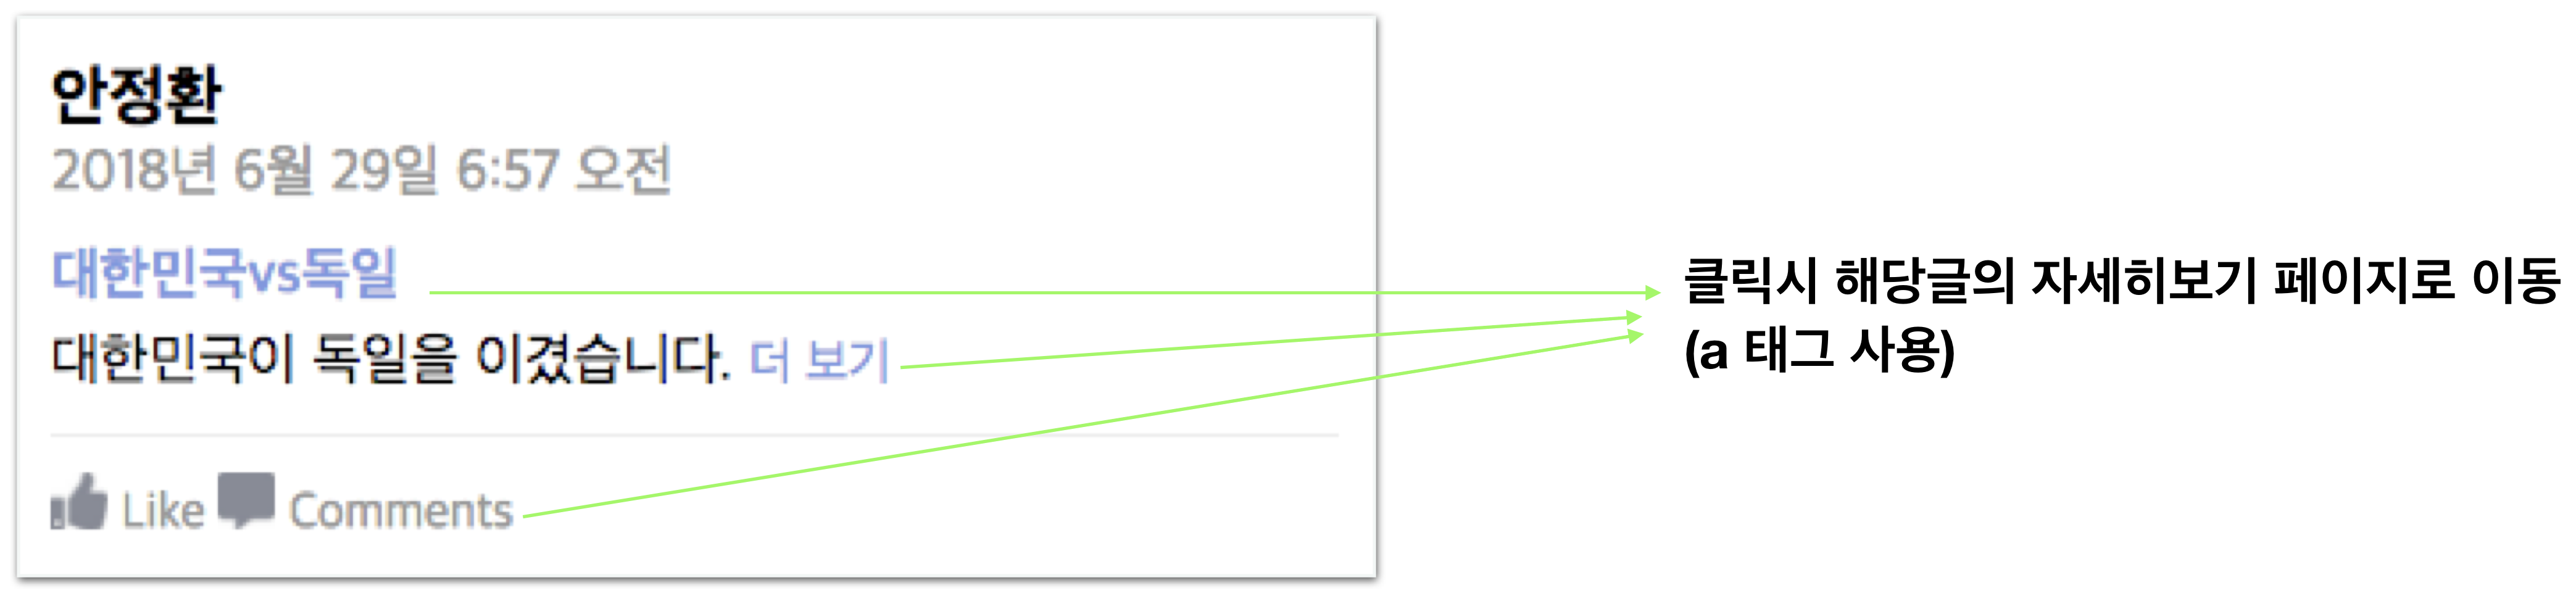 안정환
2018년 6월 29일 6:57 오전
대한민국vs독일
대한민국이 독일을 이겼습니다. 더 보기
Like Comments
클릭시 해당글의 자세히보기 페이지로 이동
(a 태그 사용)